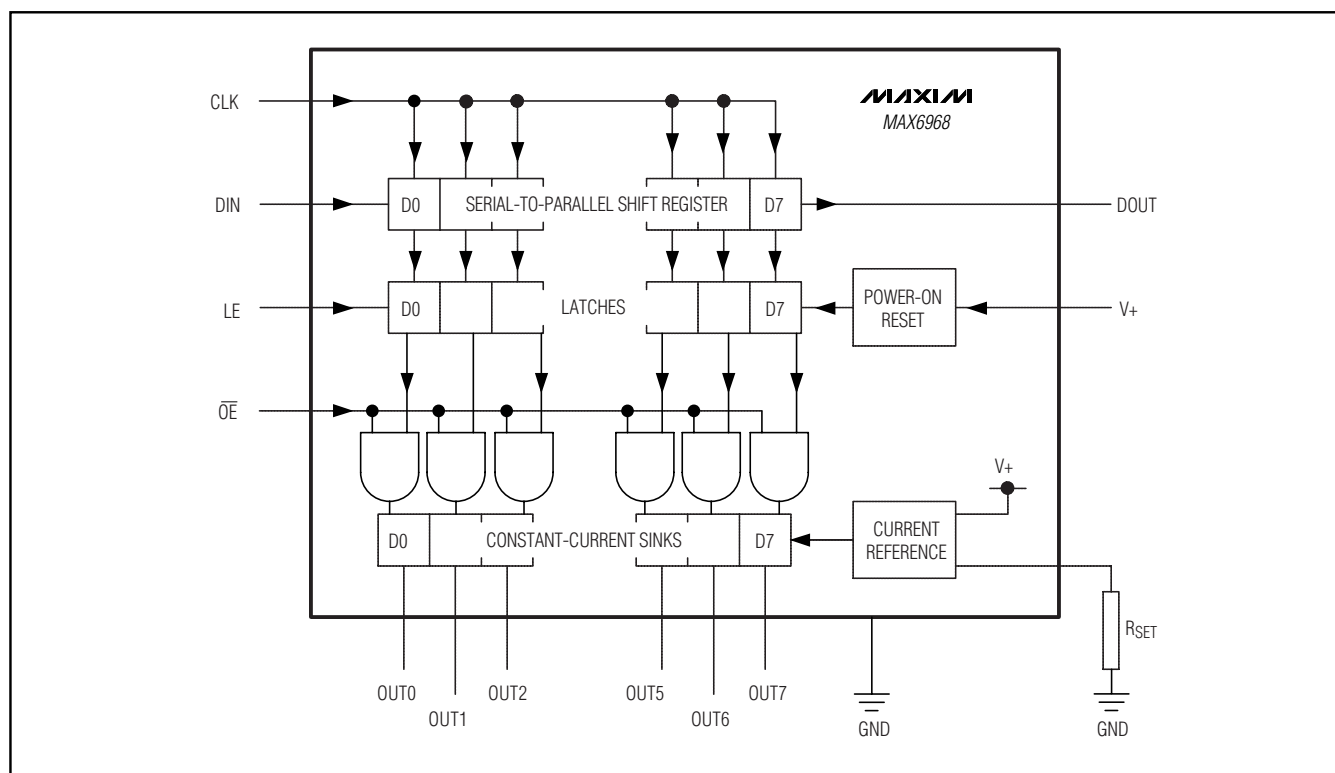 CLK
MAXIM
MAX6968
DIN
D0
SERIAL-TO-PARALLEL SHIFT REGISTER
D7
DOUT
LE
D0
LATCHES
D7
POWER-ON
RESET
V+
OE
V+
D0
CONSTANT-CURRENT SINKS
D7
CURRENT
REFERENCE
RSET
OUT0
OUT1
OUT2
OUT5
OUT6
OUT7
GND
GND